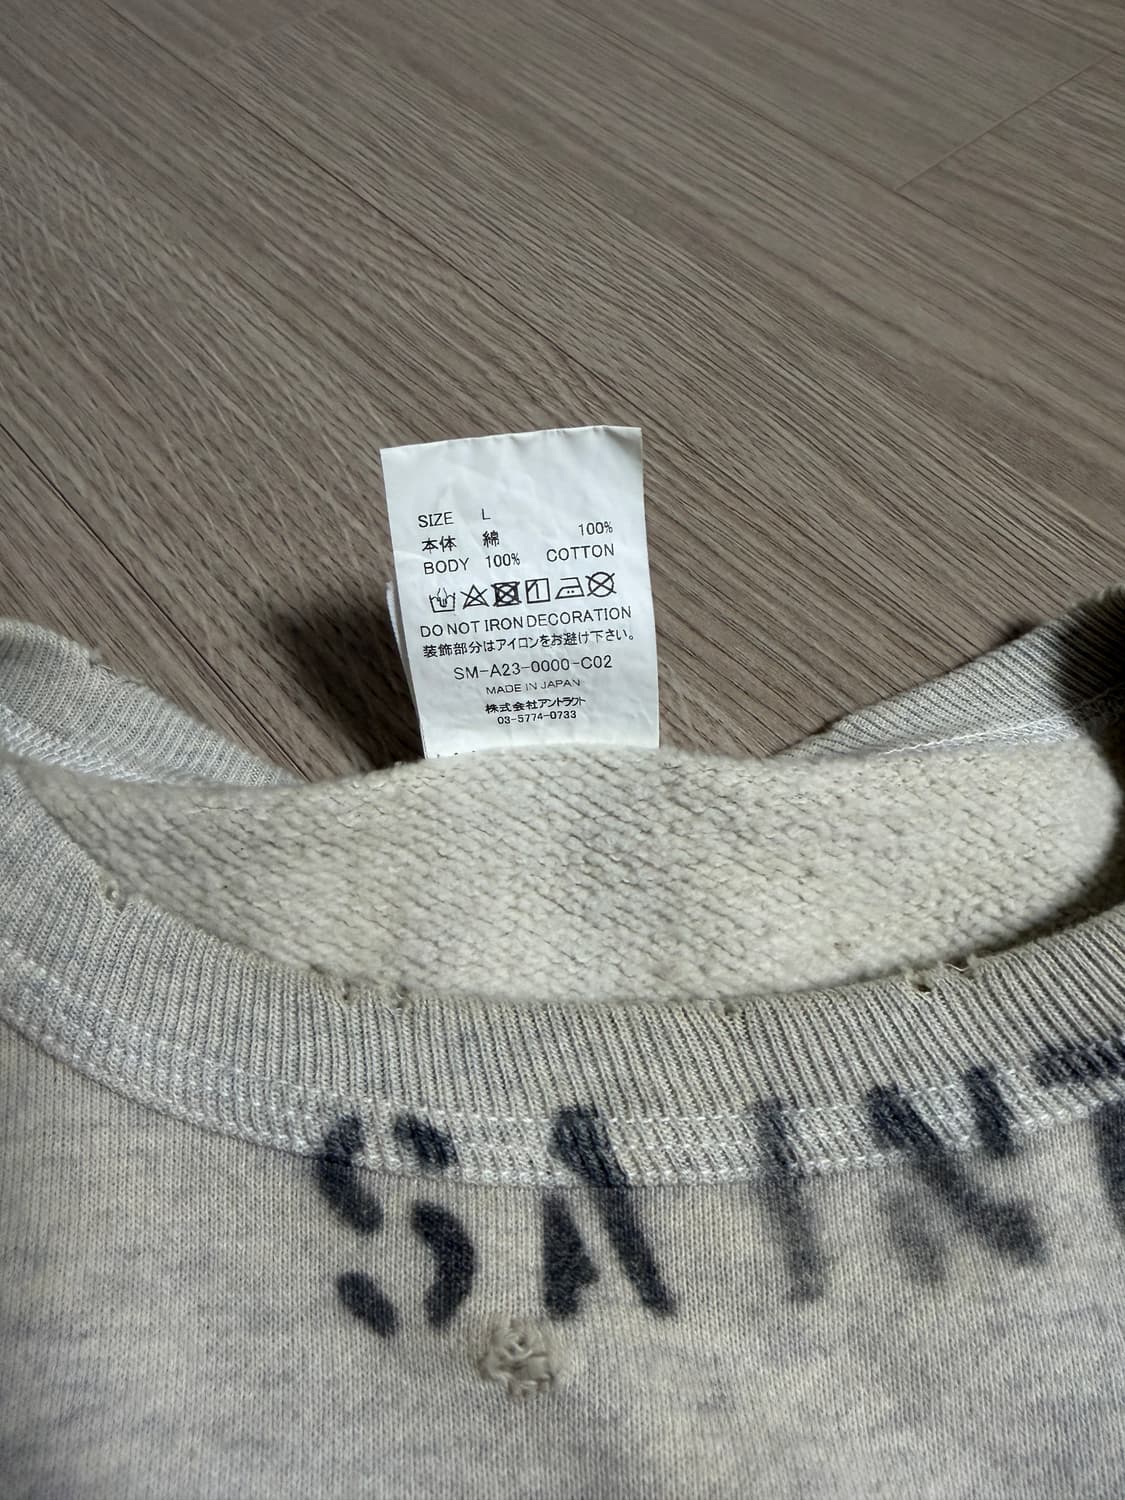 SIZE L
本体 綿 100%
BODY 100% COTTON
DO NOT IRON DECORATION
装飾部分はアイロンをお避け下さい。
SM-A23-0000-C02
MADE IN JAPAN
株式会社アントラクト
03-5774-0733
SAINT